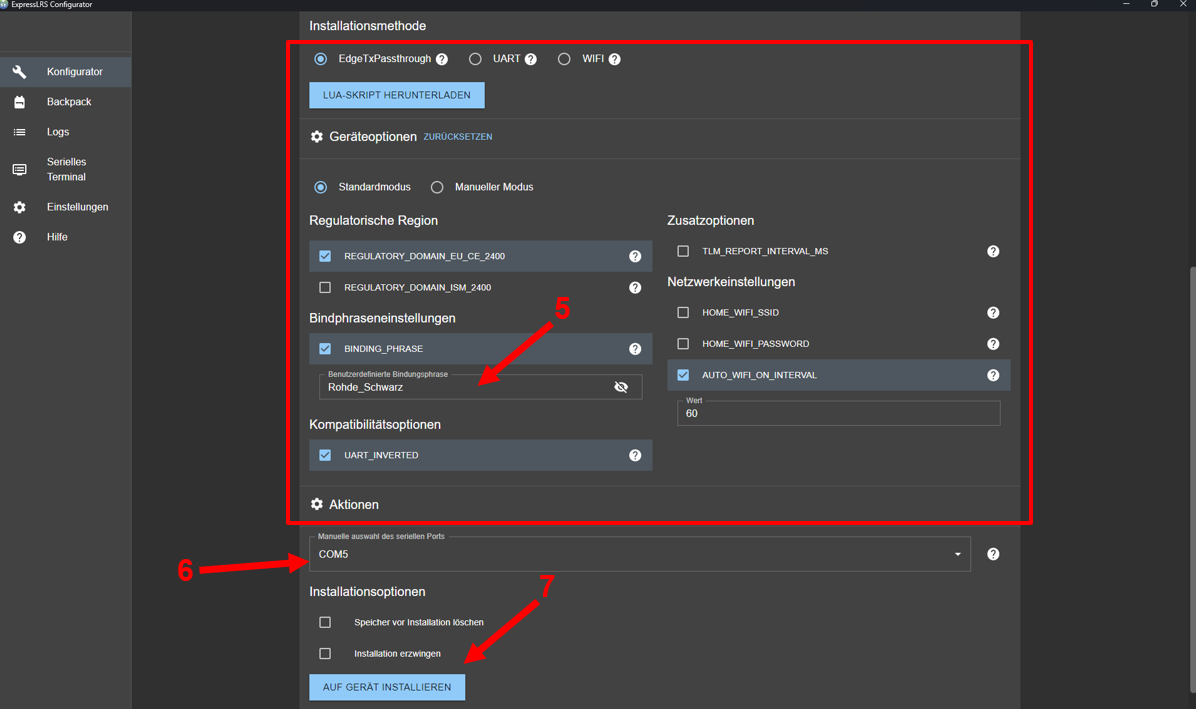 ExpressLRS Configurator
Konfigurator
Backpack
Logs
Serielles
Terminal
Einstellungen
Hilfe
Installationsmethode
EdgeTxPassthrough ? UART ? WIFI ?
LUA-SKRIPT HERUNTERLADEN
Geräteoptionen ZURÜCKSETZEN
Standardmodus Manueller Modus
Regulatorische Region
REGULATORY_DOMAIN_EU_CE_2400 ?
REGULATORY_DOMAIN_ISM_2400 ?
Bindphraseneinstellungen
5
BINDING_PHRASE ?
Benutzerdefinierte Bindungsphrase
Rohde_Schwarz
Kompatibilitätsoptionen
UART_INVERTED ?
Zusatzoptionen
TLM_REPORT_INTERVAL_MS ?
Netzwerkeinstellungen
HOME_WIFI_SSID ?
HOME_WIFI_PASSWORD ?
AUTO_WIFI_ON_INTERVAL ?
Wert
60
Aktionen
Manuelle auswahl des seriellen Ports
COM5 ?
6
Installationsoptionen
7
Speicher vor Installation löschen
Installation erzwingen
AUF GERÄT INSTALLIEREN